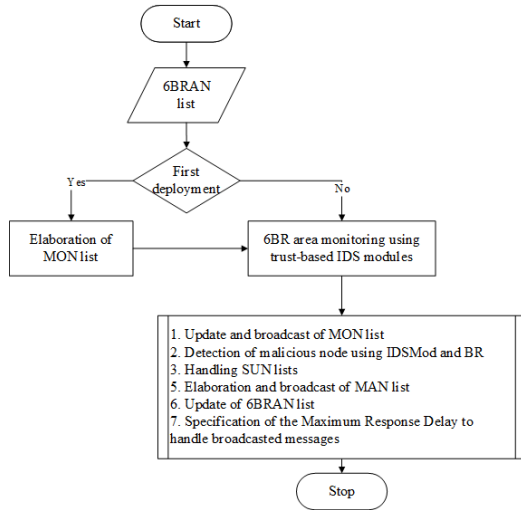 Start
6BRAN
list
First
deployment
Yes
No
Elaboration of
MON list
6BR area monitoring using
trust-based IDS modules
1. Update and broadcast of MON list
2. Detection of malicious node using IDSMod and BR
3. Handling SUN lists
5. Elaboration and broadcast of MAN list
6. Update of 6BRAN list
7. Specification of the Maximum Response Delay to
handle broadcasted messages
Stop